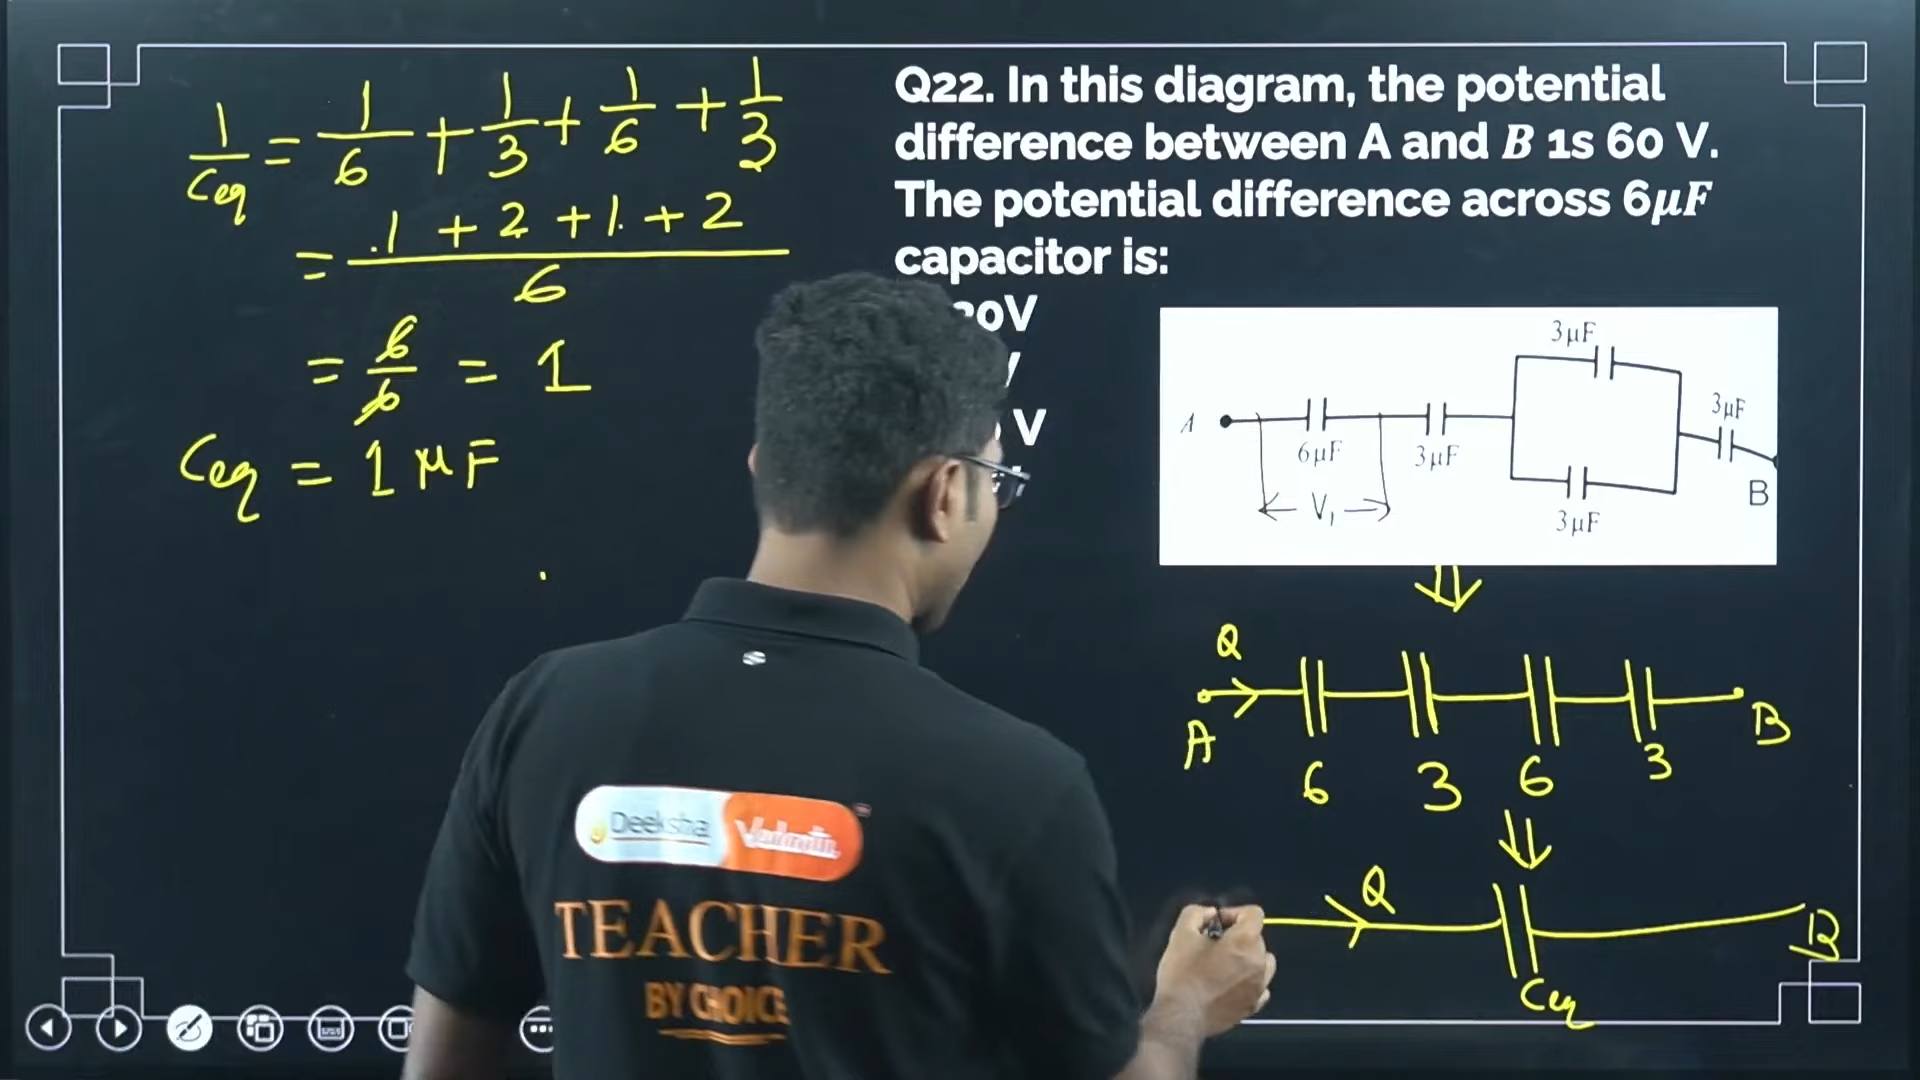 1/Ceq = 1/6 + 1/3 + 1/6 + 1/3
= 1 + 2 + 1 + 2 / 6
= 6/6 = 1
Ceq = 1 μF
Q22. In this diagram, the potential
difference between A and B 1s 60 V.
The potential difference across 6μF
capacitor is:
V
V
A
6μF
3μF
3μF
3μF
3μF
B
V₁
Q
A
B
6 3 6 3
Q
B
Ceq
Deeksha Vedantu
TEACHER
BY CHOICE